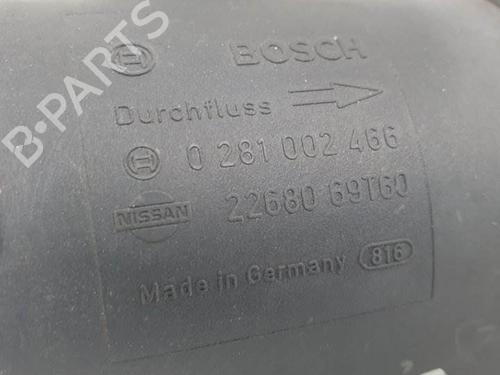 BOSCH
Durchfluss
0 281 002 466
NISSAN
22680 69T60
Made in Germany 816
B-PARTS